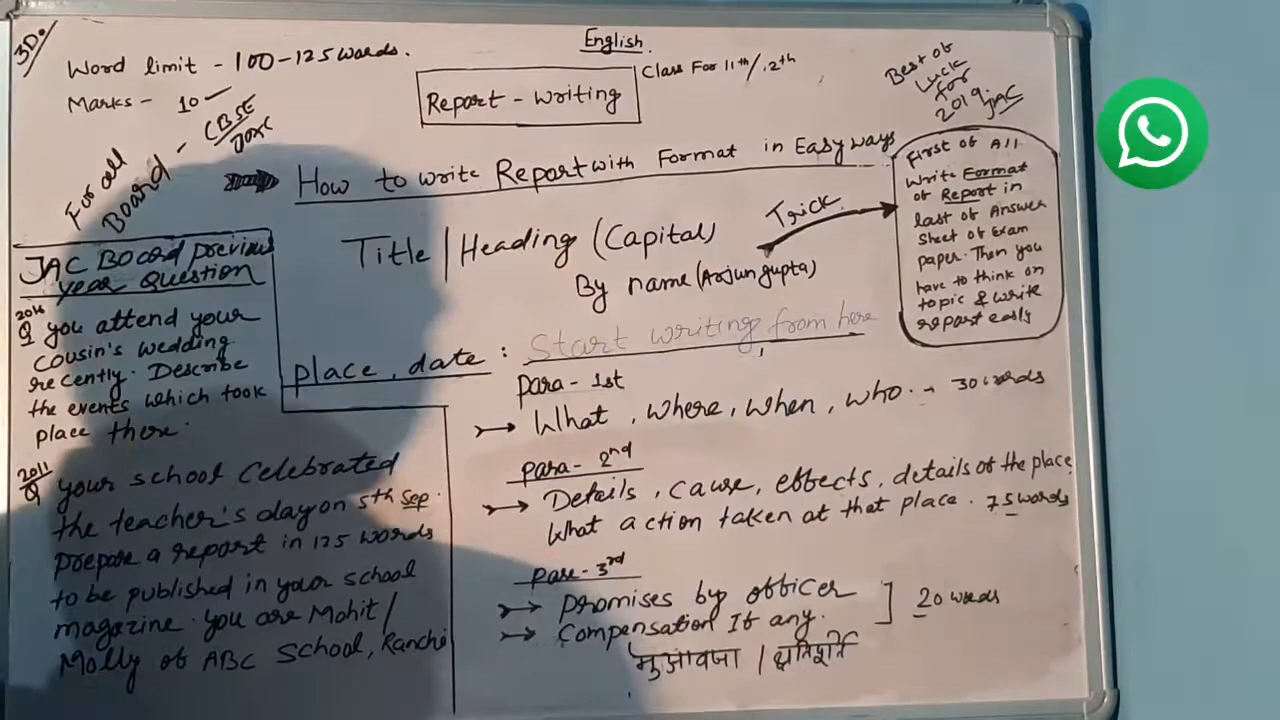 3D.
English.
Word limit - 100-125 words.
Marks - 10
Class For 11th/12th
Report - Writing
Best of
Luck
For
2019
JAC
For all
Board - CBSE
JAC
How to write Report with Format in Easy ways
Title | Heading (Capital)
Trick
By name (Arjun gupta)
First of All
write Format
of Report in
last of Answer
sheet of Exam
paper. Then you
have to think on
topic & write
report easily
JAC BOard previous
year Question
2016
Q you attend your
cousin's wedding
recently. Describe
the events which took
place there.
2011
Q your school Celebrated
the teacher's day on 5th Sep.
prepare a report in 125 words
to be published in your school
magazine. you are Mohit/
Molly of ABC School, Ranchi
place, date : Start writing from here
para - 1st
What, where, when, who. - 30 words
para - 2nd
Details, cause, effects, details of the place,
What action taken at that place. 75 words
para - 3rd
promises by officer
Compensation If any.
20 words
मुआवजा / क्षतिपूर्ति